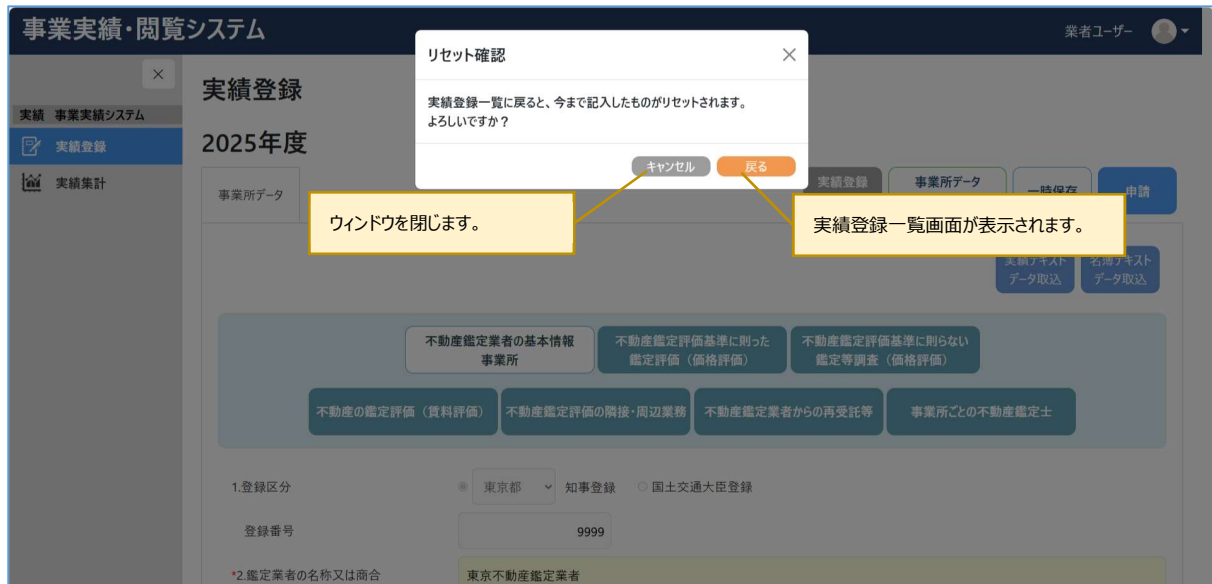 事業実績・閲覧システム
業者ユーザー
リセット確認
実績登録一覧に戻ると、今まで記入したものがリセットされます。
よろしいですか？
キャンセル
戻る
実績 事業実績システム
実績登録
実績集計
実績登録
2025年度
事業所データ
実績登録
事業所データ
一時保存
申請
ウィンドウを閉じます。
実績登録一覧画面が表示されます。
実績テキスト
データ取込
名簿テキスト
データ取込
不動産鑑定業者の基本情報
事業所
不動産鑑定評価基準に則った
鑑定評価（価格評価）
不動産鑑定評価基準に則らない
鑑定等調査（価格評価）
不動産の鑑定評価（賃料評価）
不動産鑑定評価の隣接・周辺業務
不動産鑑定業者からの再受託等
事業所ごとの不動産鑑定士
1.登録区分
東京都
知事登録
国土交通大臣登録
登録番号
9999
*2.鑑定業者の名称又は商合
東京不動産鑑定業者